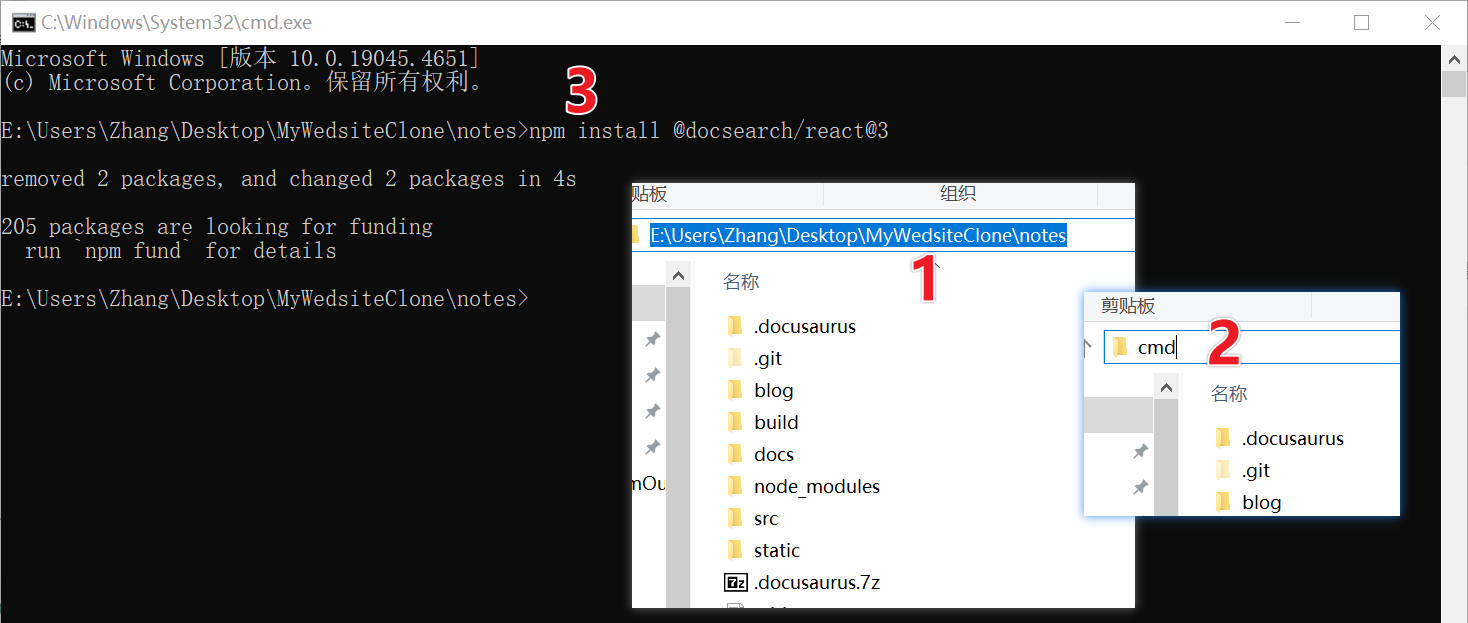 C:\Windows\System32\cmd.exe
Microsoft Windows [版本 10.0.19045.4651]
(c) Microsoft Corporation。保留所有权利。
3
E:\Users\Zhang\Desktop\MyWedsiteClone\notes>npm install @docsearch/react@3
removed 2 packages, and changed 2 packages in 4s
205 packages are looking for funding
run `npm fund` for details
E:\Users\Zhang\Desktop\MyWedsiteClone\notes>
贴板 组织
E:\Users\Zhang\Desktop\MyWedsiteClone\notes
1
名称
.docusaurus
.git
blog
build
docs
node_modules
mOu
src
static
.docusaurus.7z
剪贴板
cmd
2
名称
.docusaurus
.git
blog